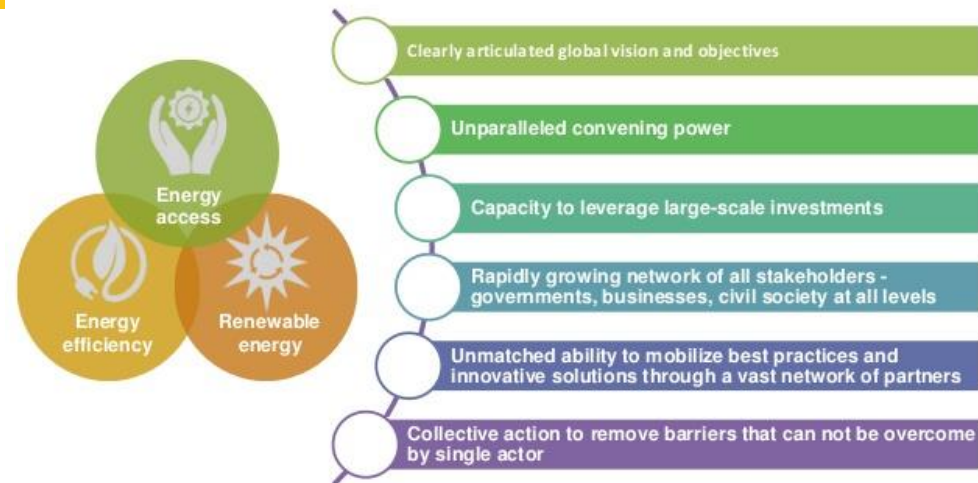 Energy
access
Energy
efficiency
Renewable
energy
Clearly articulated global vision and objectives
Unparalleled convening power
Capacity to leverage large-scale investments
Rapidly growing network of all stakeholders -
governments, businesses, civil society at all levels
Unmatched ability to mobilize best practices and
innovative solutions through a vast network of partners
Collective action to remove barriers that can not be overcome
by single actor